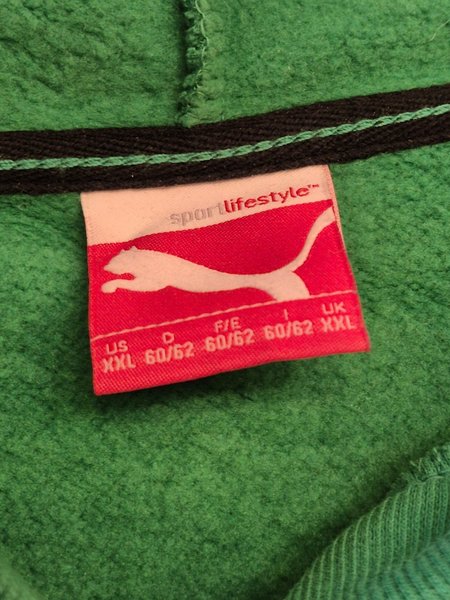 sportlifestyle™
US D F/E I UK
XXL 60/62 60/62 60/62 XXL